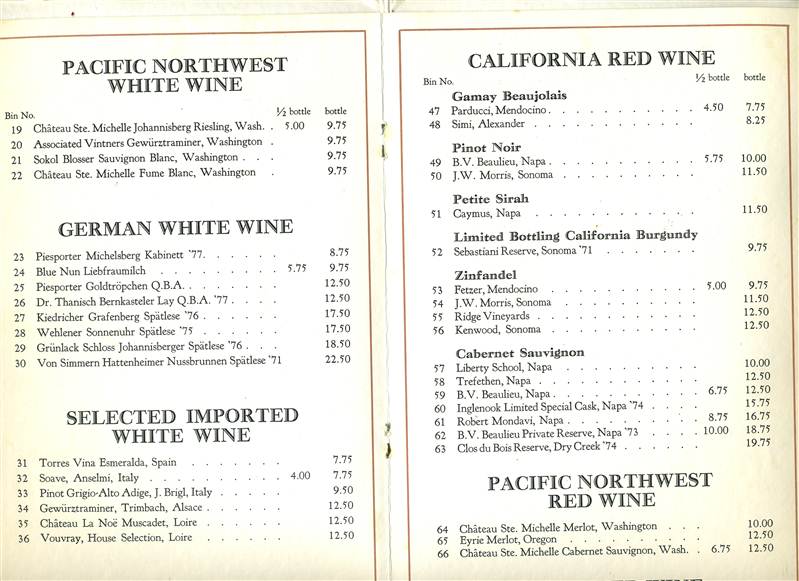 PACIFIC NORTHWEST
WHITE WINE
Bin No. ½ bottle bottle
19 Château Ste. Michelle Johannisberg Riesling, Wash. . 5.00 9.75
20 Associated Vintners Gewürztraminer, Washington . 9.75
21 Sokol Blosser Sauvignon Blanc, Washington . . . 9.75
22 Château Ste. Michelle Fume Blanc, Washington . 9.75
GERMAN WHITE WINE
23 Piesporter Michelsberg Kabinett '77. . . . . . 8.75
24 Blue Nun Liebfraumilch . . . . . . . . . 5.75 9.75
25 Piesporter Goldtröpchen Q.B.A. . . . . . . 12.50
26 Dr. Thanisch Bernkasteler Lay Q.B.A. '77 . . . . 12.50
27 Kiedricher Grafenberg Spätlese '76 . . . . . 17.50
28 Wehlener Sonnenuhr Spätlese '75 . . . . . . 17.50
29 Grünlack Schloss Johannisberger Spätlese '76 . . . 18.50
30 Von Simmern Hattenheimer Nussbrunnen Spätlese '71 22.50
SELECTED IMPORTED
WHITE WINE
31 Torres Vina Esmeralda, Spain . . . . . . . 7.75
32 Soave, Anselmi, Italy . . . . . . . . . 4.00 7.75
33 Pinot Grigio-Alto Adige, J. Brigl, Italy . . . . . 9.50
34 Gewürztraminer, Trimbach, Alsace . . . . . . 12.50
35 Château La Noë Muscadet, Loire . . . . . . 12.50
36 Vouvray, House Selection, Loire . . . . . . 12.50
CALIFORNIA RED WINE
Bin No. ½ bottle bottle
Gamay Beaujolais
47 Parducci, Mendocino. . . . . . . . . . . 4.50 7.75
48 Simi, Alexander . . . . . . . . . . . 8.25
Pinot Noir
49 B.V. Beaulieu, Napa . . . . . . . . . . . 5.75 10.00
50 J.W. Morris, Sonoma . . . . . . . . . . 11.50
Petite Sirah
51 Caymus, Napa . . . . . . . . . . . . 11.50
Limited Bottling California Burgundy
52 Sebastiani Reserve, Sonoma '71 . . . . . . . 9.75
Zinfandel
53 Fetzer, Mendocino . . . . . . . . . . . 5.00 9.75
54 J.W. Morris, Sonoma . . . . . . . . . . 11.50
55 Ridge Vineyards . . . . . . . . . . . . 12.50
56 Kenwood, Sonoma . . . . . . . . . . . 12.50
Cabernet Sauvignon
57 Liberty School, Napa . . . . . . . . . . 10.00
58 Trefethen, Napa . . . . . . . . . . . . 12.50
59 B.V. Beaulieu, Napa . . . . . . . . . . . 6.75 12.50
60 Inglenook Limited Special Cask, Napa '74 . . . . 15.75
61 Robert Mondavi, Napa . . . . . . . . . . 8.75 16.75
62 B.V. Beaulieu Private Reserve, Napa '73 . . . . 10.00 18.75
63 Clos du Bois Reserve, Dry Creek '74 . . . . . . 19.75
PACIFIC NORTHWEST
RED WINE
64 Château Ste. Michelle Merlot, Washington . . . 10.00
65 Eyrie Merlot, Oregon . . . . . . . . . . 12.50
66 Château Ste. Michelle Cabernet Sauvignon, Wash. . 6.75 12.50